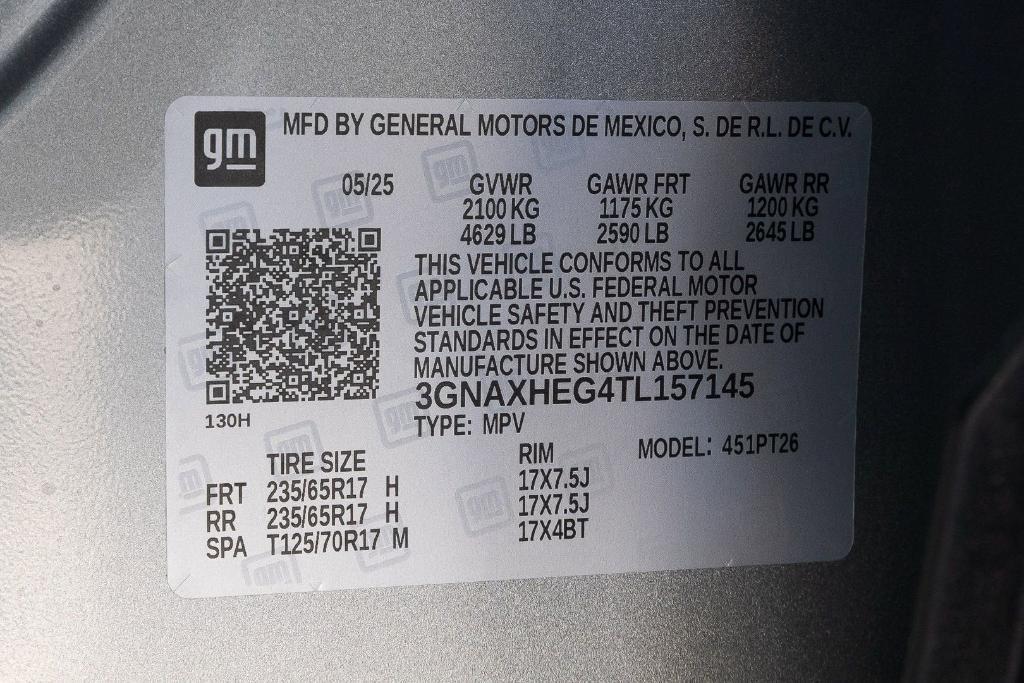 gm MFD BY GENERAL MOTORS DE MEXICO, S. DE R.L. DE C.V.
05/25 GVWR GAWR FRT GAWR RR
2100 KG 1175 KG 1200 KG
4629 LB 2590 LB 2645 LB
THIS VEHICLE CONFORMS TO ALL
APPLICABLE U.S. FEDERAL MOTOR
VEHICLE SAFETY AND THEFT PREVENTION
STANDARDS IN EFFECT ON THE DATE OF
MANUFACTURE SHOWN ABOVE.
3GNAXHEG4TL157145
130H
TYPE: MPV
MODEL: 451PT26
TIRE SIZE RIM
FRT 235/65R17 H 17X7.5J
RR 235/65R17 H 17X7.5J
SPA T125/70R17 M 17X4BT